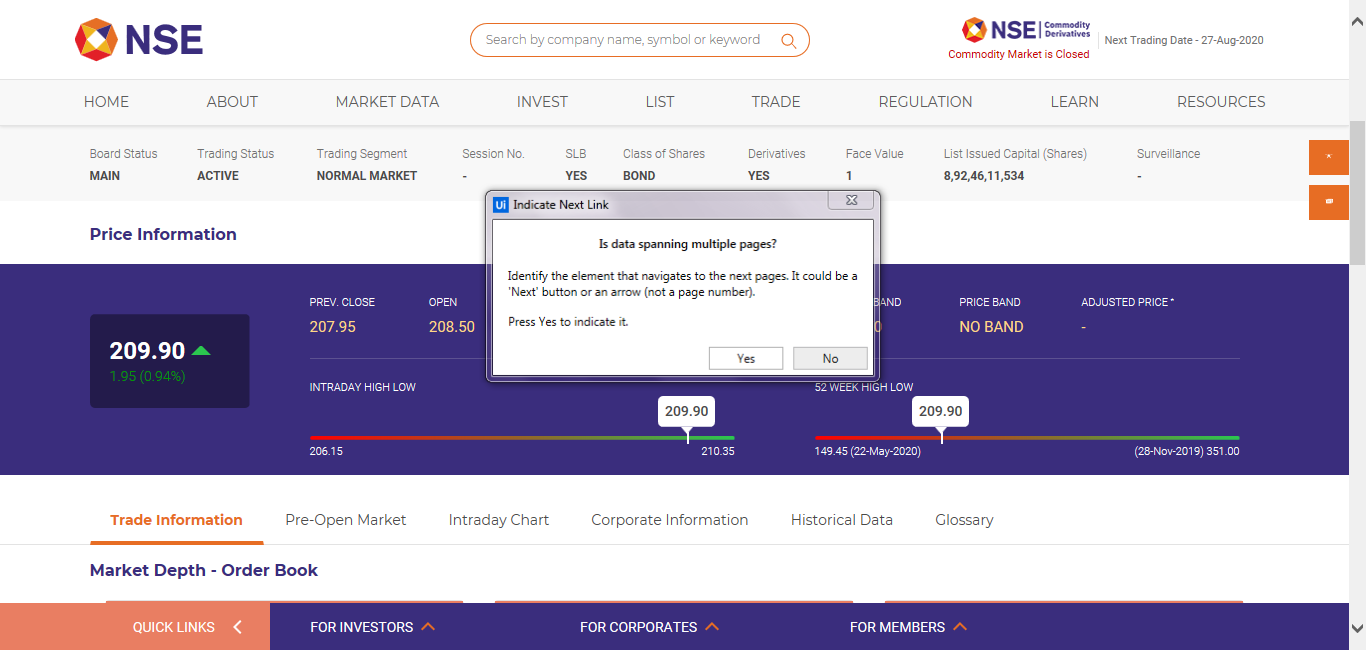 NSE
Search by company name, symbol or keyword
NSE Commodity Derivatives
Commodity Market is Closed
Next Trading Date - 27-Aug-2020
HOME ABOUT MARKET DATA INVEST LIST TRADE REGULATION LEARN RESOURCES
Board Status Trading Status Trading Segment Session No. SLB Class of Shares Derivatives Face Value List Issued Capital (Shares) Surveillance
MAIN ACTIVE NORMAL MARKET - YES BOND YES 1 8,92,46,11,534 -
Price Information
Ui Indicate Next Link
Is data spanning multiple pages?
Identify the element that navigates to the next pages. It could be a
'Next' button or an arrow (not a page number).
Press Yes to indicate it.
Yes No
PREV. CLOSE OPEN BAND PRICE BAND ADJUSTED PRICE*
207.95 208.50 0 NO BAND -
209.90
1.95 (0.94%)
INTRADAY HIGH LOW 52 WEEK HIGH LOW
209.90 209.90
206.15 210.35 149.45 (22-May-2020) (28-Nov-2019) 351.00
Trade Information Pre-Open Market Intraday Chart Corporate Information Historical Data Glossary
Market Depth - Order Book
QUICK LINKS FOR INVESTORS FOR CORPORATES FOR MEMBERS